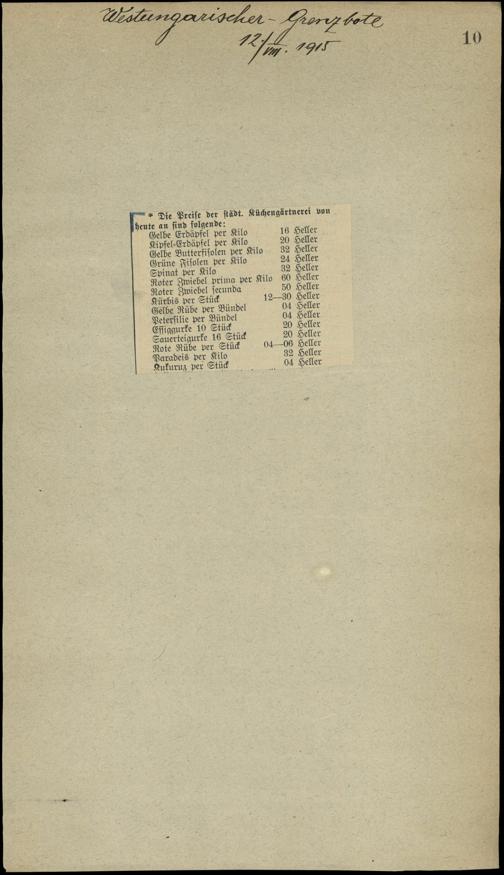 Westungarischer-Grenzbote
12/VIII. 1915
10
* Die Preise der städt. Küchengärtnerei von
heute an sind folgende:
Gelbe Erdäpfel per Kilo 16 Heller
Kipfel-Erdäpfel per Kilo 20 Heller
Gelbe Butterfisolen per Kilo 32 Heller
Grüne Fisolen per Kilo 24 Heller
Spinat per Kilo 32 Heller
Roter Zwiebel prima per Kilo 60 Heller
Roter Zwiebel secunda 50 Heller
Kürbis per Stück 12—30 Heller
Gelbe Rübe per Bündel 04 Heller
Petersilie per Bündel 04 Heller
Essiggurke 10 Stück 20 Heller
Sauerteigurke 16 Stück 20 Heller
Rote Rübe per Stück 04—06 Heller
Paradeis per Kilo 32 Heller
Kukuruz per Stück 04 Heller